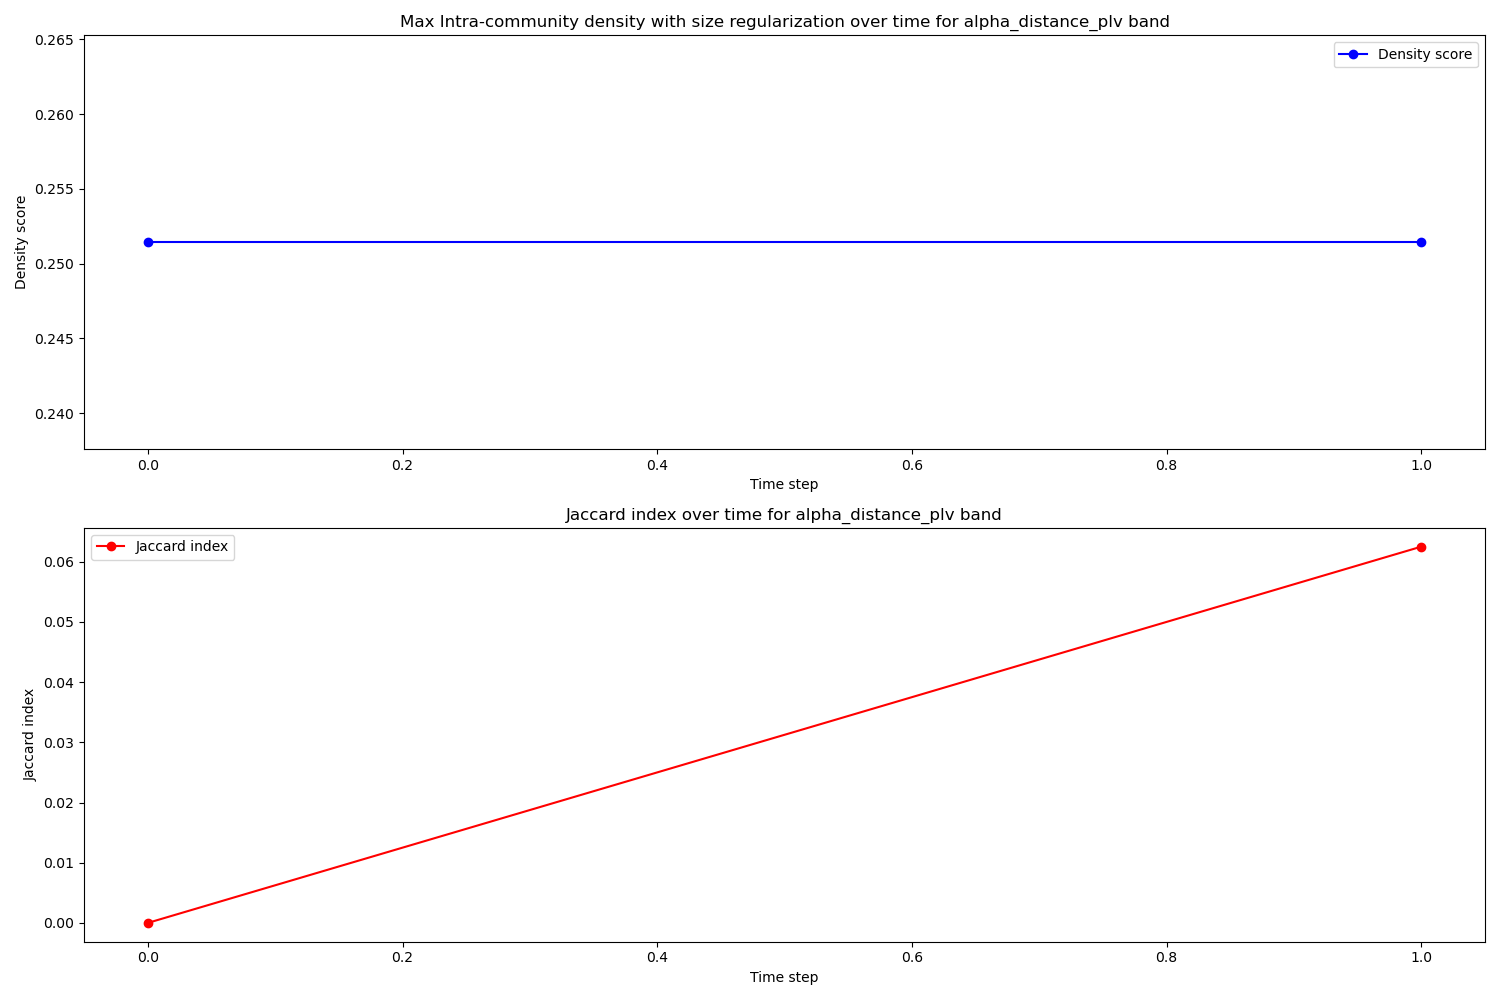 Max Intra-community density with size regularization over time for alpha_distance_plv band
0.265
0.260
0.255
0.250
0.245
0.240
Density score
Density score
0.0 0.2 0.4 0.6 0.8 1.0
Time step
Jaccard index over time for alpha_distance_plv band
Jaccard index
0.06
0.05
0.04
0.03
0.02
0.01
0.00
Jaccard index
0.0 0.2 0.4 0.6 0.8 1.0
Time step